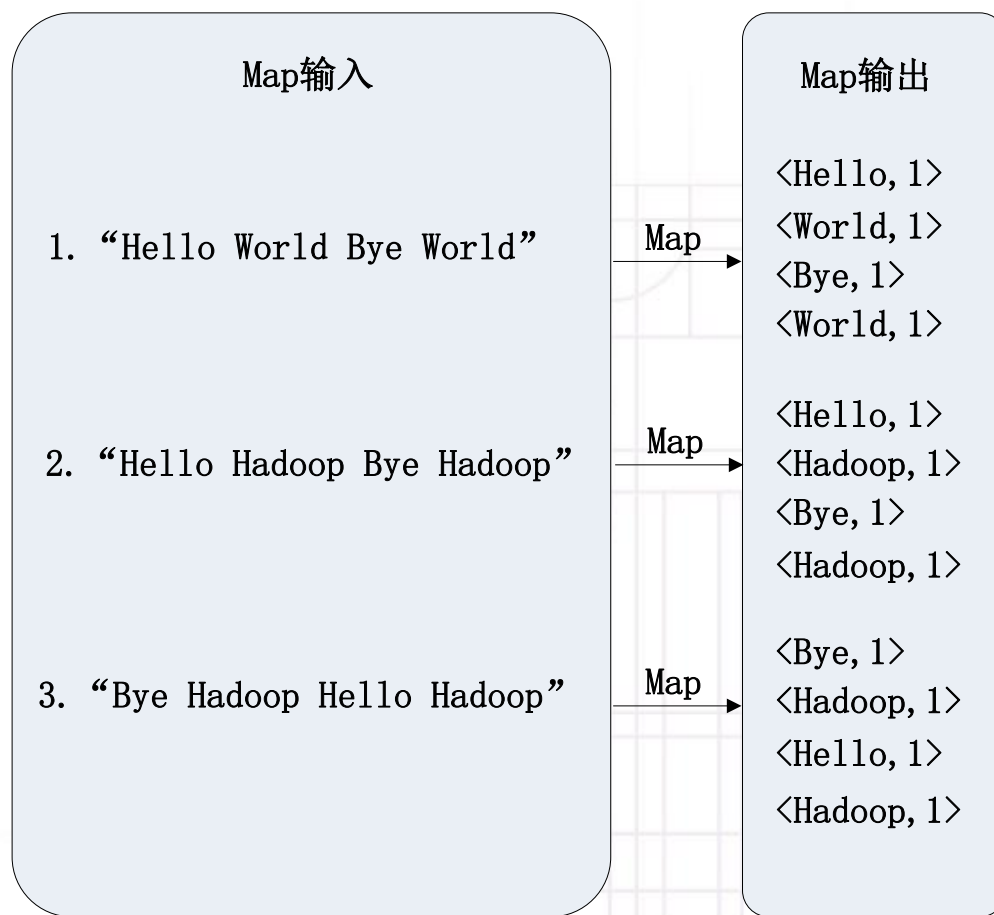 Map输入
Map输出
1. “Hello World Bye World”
Map
<Hello, 1>
<World, 1>
<Bye, 1>
<World, 1>
2. “Hello Hadoop Bye Hadoop”
Map
<Hello, 1>
<Hadoop, 1>
<Bye, 1>
<Hadoop, 1>
3. “Bye Hadoop Hello Hadoop”
Map
<Bye, 1>
<Hadoop, 1>
<Hello, 1>
<Hadoop, 1>